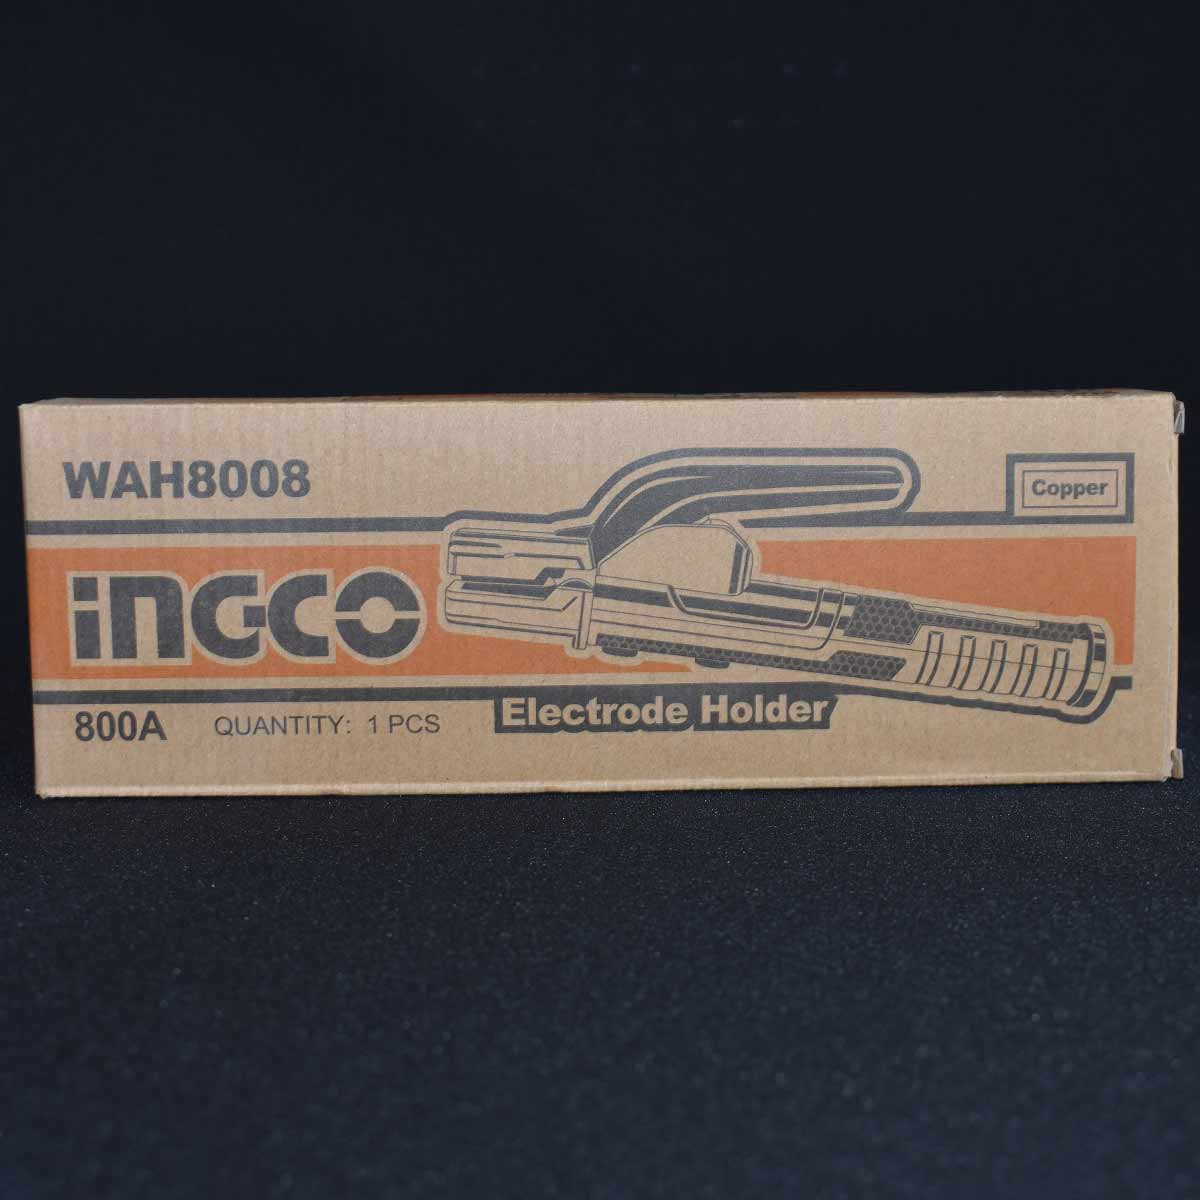 WAH8008
Copper
INGCO
800A QUANTITY: 1 PCS
Electrode Holder